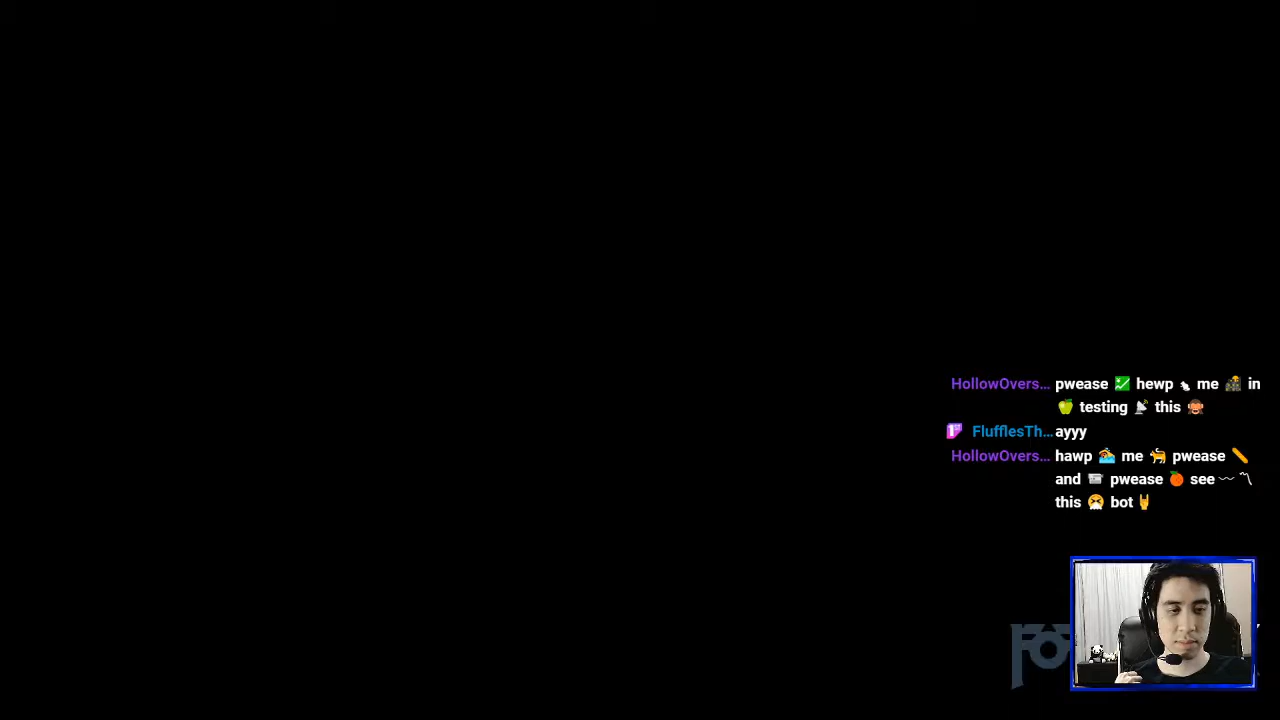 HollowOvers... pwease 💹 hewp 🐁 me 🕵 in
🍏 testing 📡 this 🐵
FlufflesTh... ayyy
HollowOvers... hawp 🏊 me 🐅 pwease 🥖
and 📠 pwease 🍊 see 〰 〽
this 😤 bot 🤘